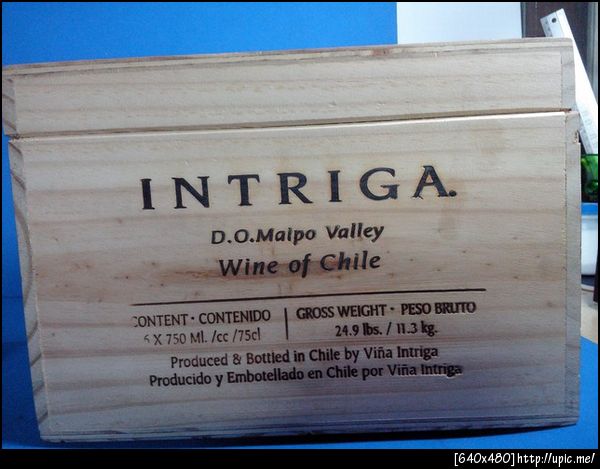 INTRIGA.
D.O.Maipo Valley
Wine of Chile
CONTENT · CONTENIDO
6 X 750 Ml. /cc /75cl
GROSS WEIGHT · PESO BRUTO
24.9 lbs. / 11.3 kg.
Produced & Bottled in Chile by Viña Intriga
Producido y Embotellado en Chile por Viña Intriga
[640x480]http://upic.me/